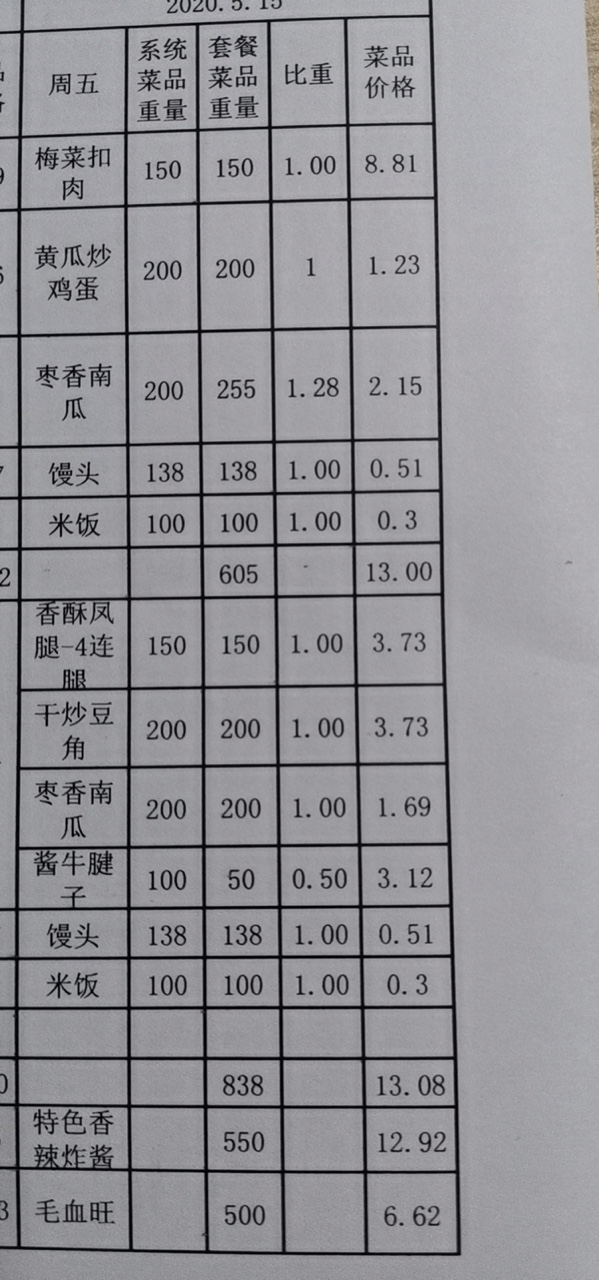 2020.5.15
周五 系统菜品重量 套餐菜品重量 比重 菜品价格
梅菜扣肉 150 150 1.00 8.81
黄瓜炒鸡蛋 200 200 1 1.23
枣香南瓜 200 255 1.28 2.15
馒头 138 138 1.00 0.51
米饭 100 100 1.00 0.3
2 605 13.00
香酥凤腿-4连腿 150 150 1.00 3.73
干炒豆角 200 200 1.00 3.73
枣香南瓜 200 200 1.00 1.69
酱牛腱子 100 50 0.50 3.12
馒头 138 138 1.00 0.51
米饭 100 100 1.00 0.3
0 838 13.08
特色香辣炸酱 550 12.92
3 毛血旺 500 6.62